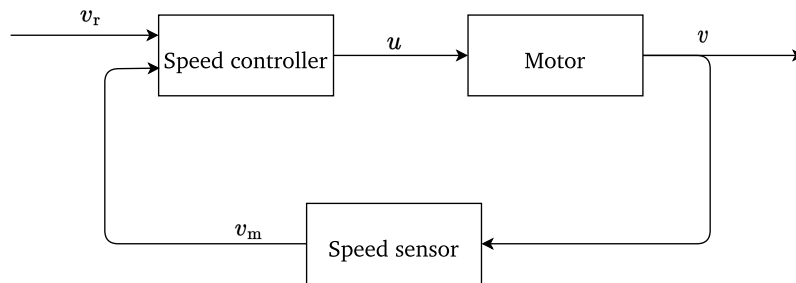 v_r
Speed controller
u
Motor
v
v_m
Speed sensor